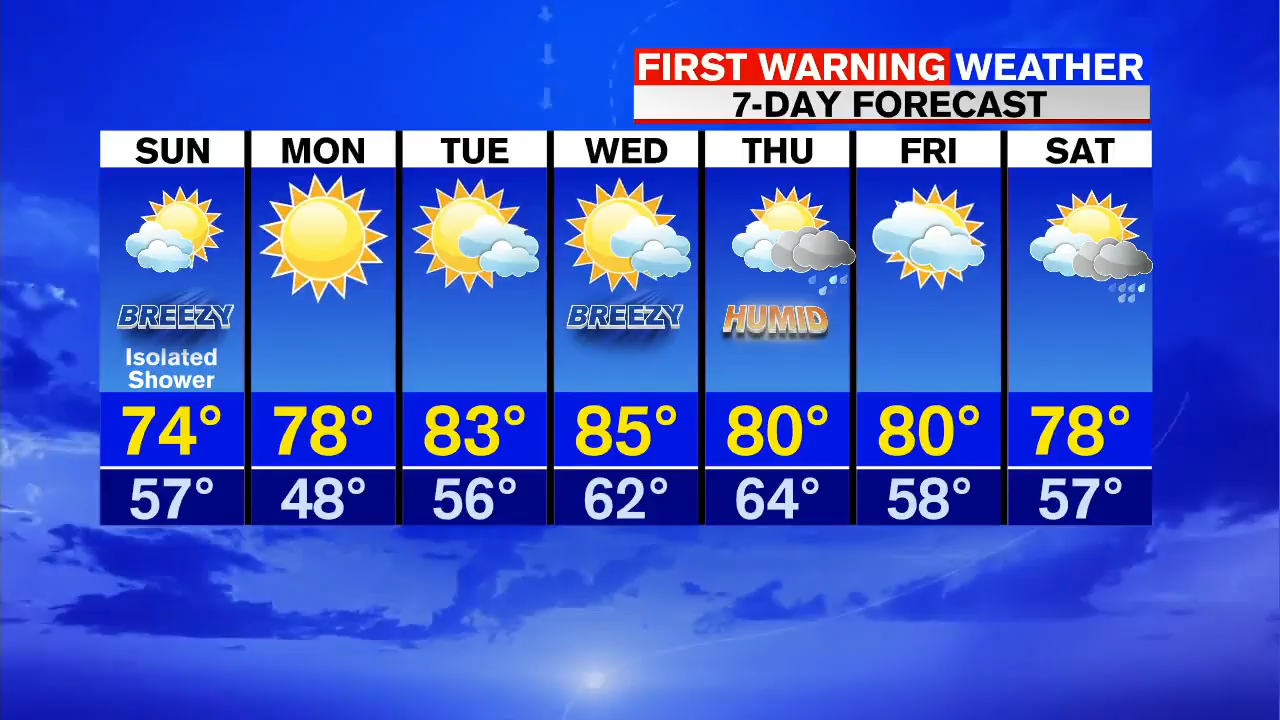 FIRST WARNING WEATHER
7-DAY FORECAST
SUN MON TUE WED THU FRI SAT
BREEZY BREEZY HUMID
Isolated
Shower
74° 78° 83° 85° 80° 80° 78°
57° 48° 56° 62° 64° 58° 57°